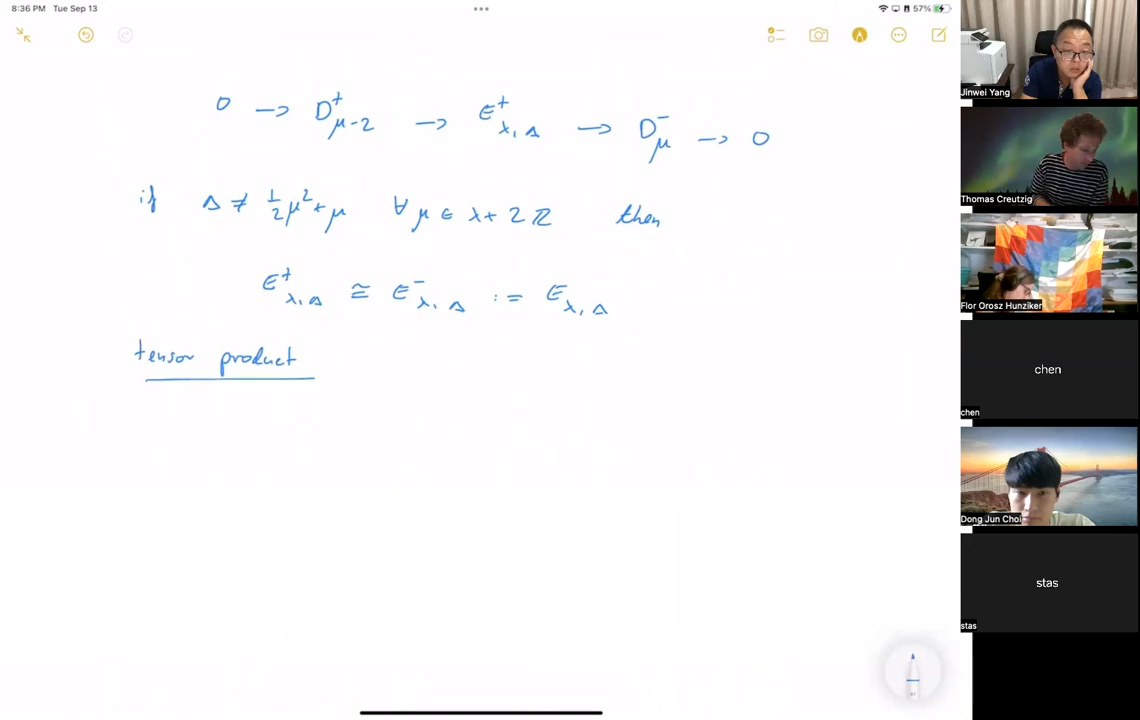 8:36 PM Tue Sep 13
57%
0 → D⁺_{μ-2} → E⁺_{λ,Δ} → D⁻_μ → 0
if Δ ≠ ½μ²+μ ∀ μ ∈ λ+2ℤ then
E⁺_{λ,Δ} ≅ E⁻_{λ,Δ} := E_{λ,Δ}
tensor product
Jinwei Yang
Thomas Creutzig
Flor Orosz Hunziker
chen
chen
Dong Jun Choi
stas
stas